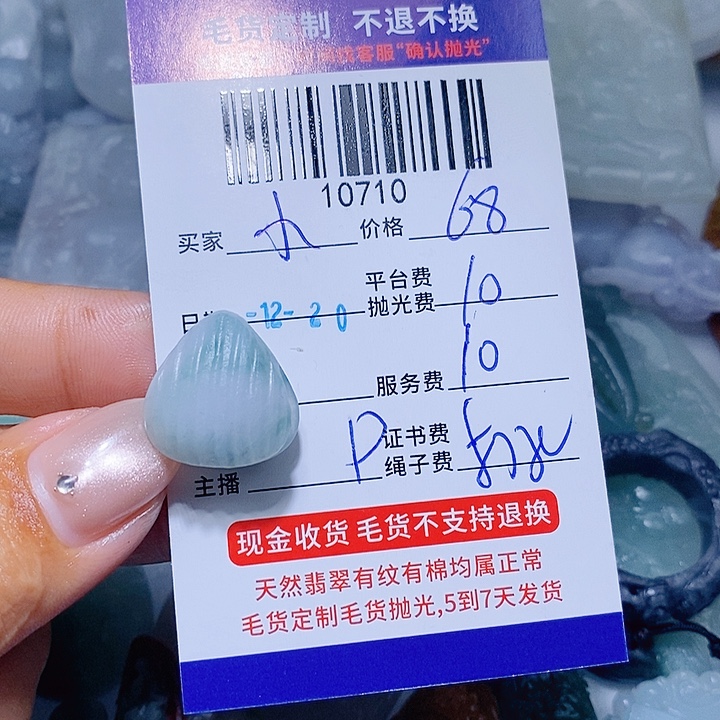 毛货定制 不退不换
找客服“确认抛光”
10710
买家 水 价格 68
平台费
抛光费 10
-12- 20
服务费 10
主播 P 证书费
绳子费
现金收货 毛货不支持退换
天然翡翠有纹有棉均属正常
毛货定制毛货抛光,5到7天发货